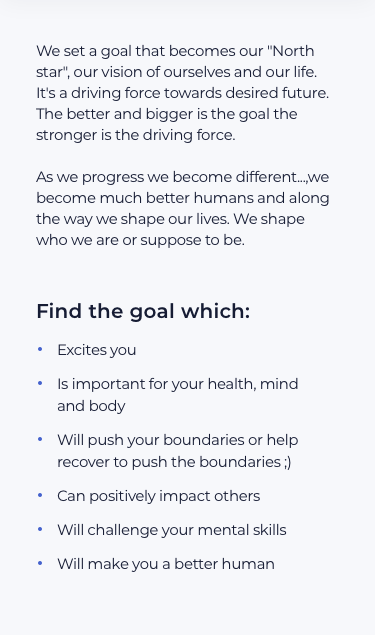 We set a goal that becomes our "North
star", our vision of ourselves and our life.
It's a driving force towards desired future.
The better and bigger is the goal the
stronger is the driving force.
As we progress we become different...,we
become much better humans and along
the way we shape our lives. We shape
who we are or suppose to be.
Find the goal which:
• Excites you
• Is important for your health, mind
and body
• Will push your boundaries or help
recover to push the boundaries ;)
• Can positively impact others
• Will challenge your mental skills
• Will make you a better human